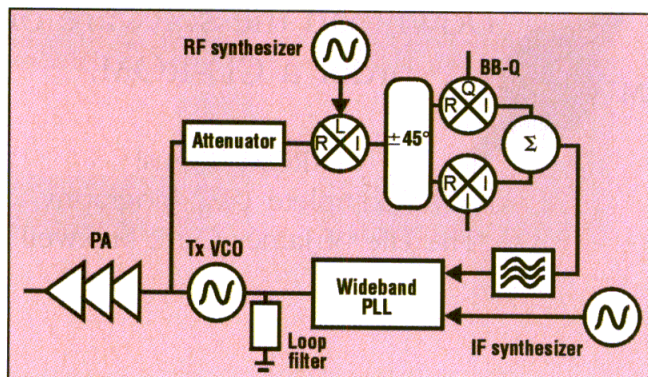 RF synthesizer
BB-Q
Attenuator
R L I
±45°
R Q I
R I I
Σ
PA
Tx VCO
Wideband
PLL
Loop
filter
IF synthesizer